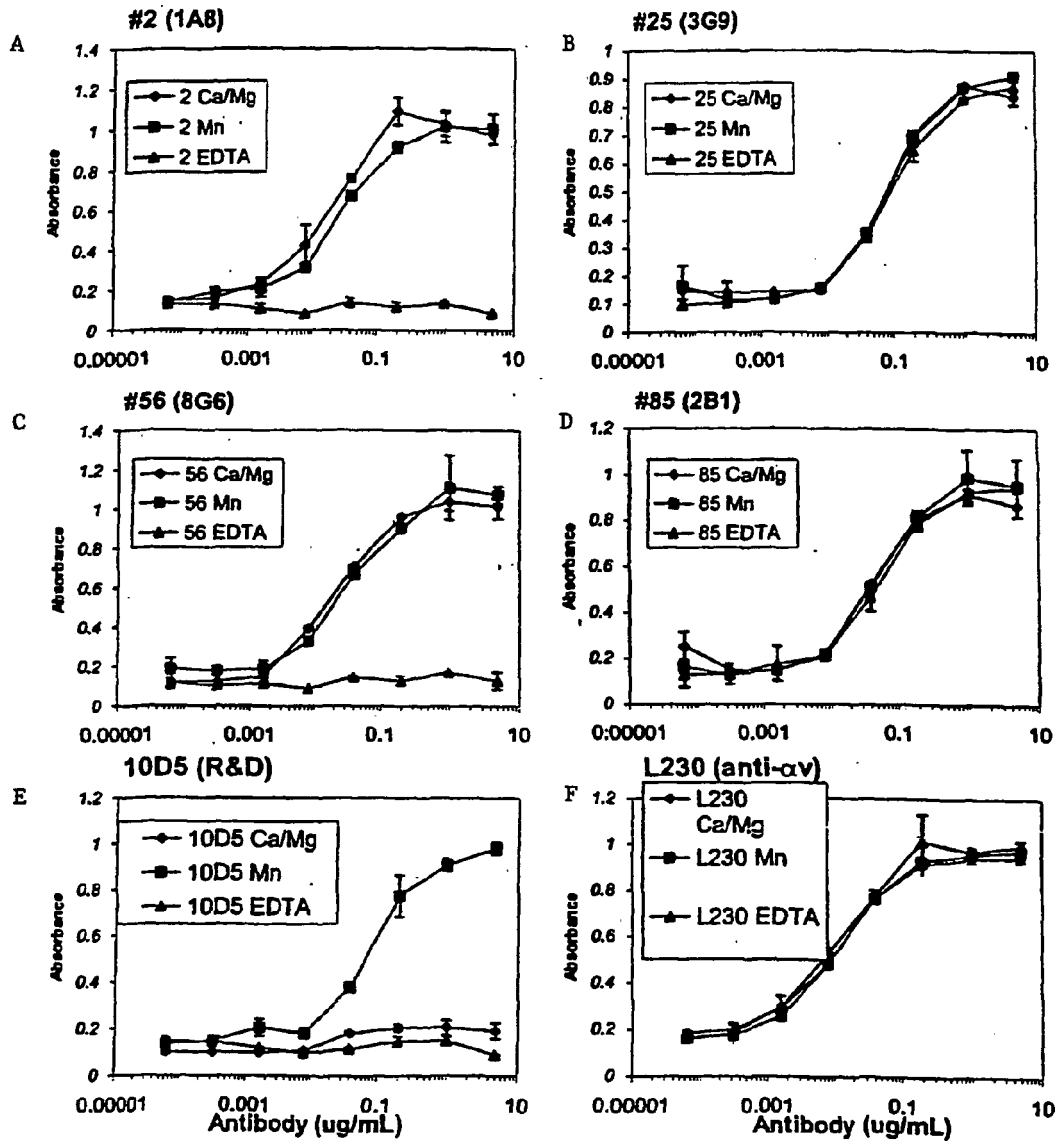 A
#2 (1A8)
1.4
1.2
1
0.8
0.6
0.4
0.2
0
Absorbance
2 Ca/Mg
2 Mn
2 EDTA
0.00001 0.001 0.1 10
B
#25 (3G9)
1
0.9
0.8
0.7
0.6
0.5
0.4
0.3
0.2
0.1
0
Absorbance
25 Ca/Mg
25 Mn
25 EDTA
0.00001 0.001 0.1 10
C
#56 (8G6)
1.4
1.2
1
0.8
0.6
0.4
0.2
0
Absorbance
56 Ca/Mg
56 Mn
56 EDTA
0.00001 0.001 0.1 10
D
#85 (2B1)
1.2
1
0.8
0.6
0.4
0.2
0
Absorbance
85 Ca/Mg
85 Mn
85 EDTA
0:00001 0.001 0.1 10
E
10D5 (R&D)
1.2
1
0.8
0.6
0.4
0.2
0
Absorbance
10D5 Ca/Mg
10D5 Mn
10D5 EDTA
0.00001 0.001 0.1 10
Antibody (ug/mL)
F
L230 (anti-αv)
1.2
1
0.8
0.6
0.4
0.2
0
Absorbance
L230
Ca/Mg
L230 Mn
L230 EDTA
0.00001 0.001 0.1 10
Antibody (ug/mL)